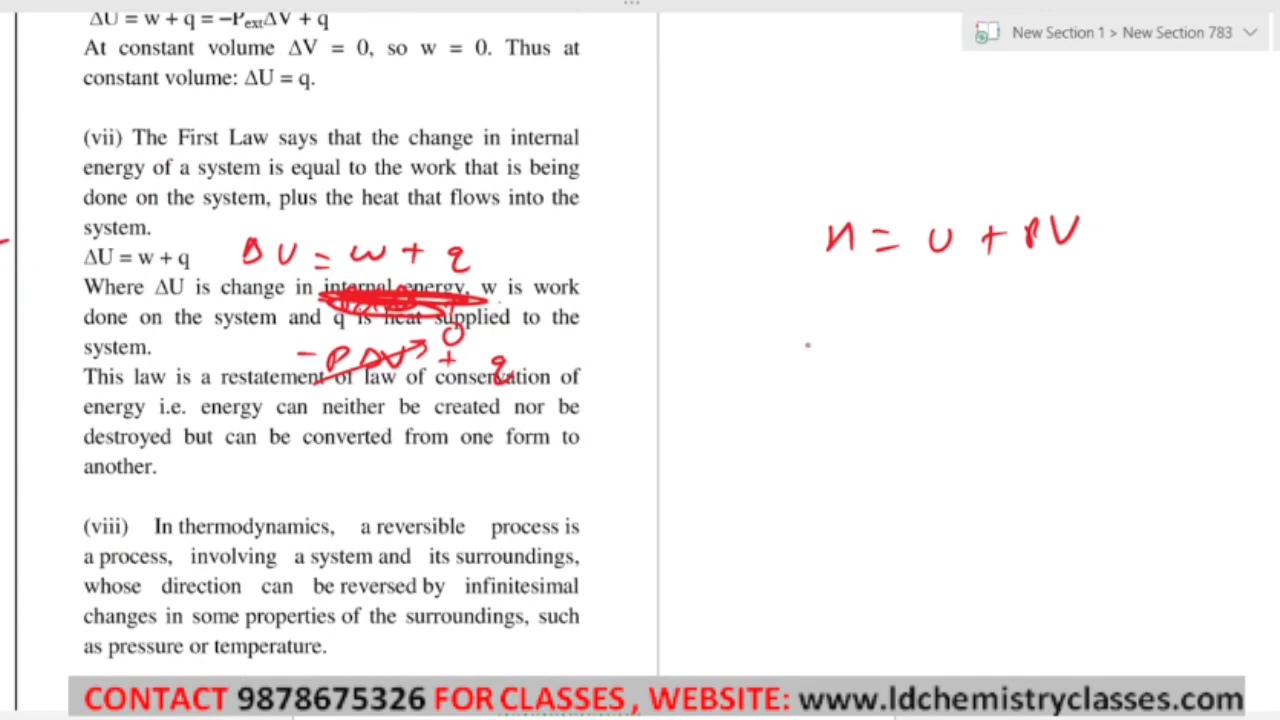 ΔU = w + q = −PextΔV + q
At constant volume ΔV = 0, so w = 0. Thus at
constant volume: ΔU = q.
(vii) The First Law says that the change in internal
energy of a system is equal to the work that is being
done on the system, plus the heat that flows into the
system.
ΔU = w + q
ΔU = w + q
Where ΔU is change in internal energy, w is work
done on the system and q is heat supplied to the
system.
0
−PΔV + q
This law is a restatement of law of conservation of
energy i.e. energy can neither be created nor be
destroyed but can be converted from one form to
another.
(viii) In thermodynamics, a reversible process is
a process, involving a system and its surroundings,
whose direction can be reversed by infinitesimal
changes in some properties of the surroundings, such
as pressure or temperature.
New Section 1 > New Section 783
H = U + PV
CONTACT 9878675326 FOR CLASSES , WEBSITE: www.ldchemistryclasses.com